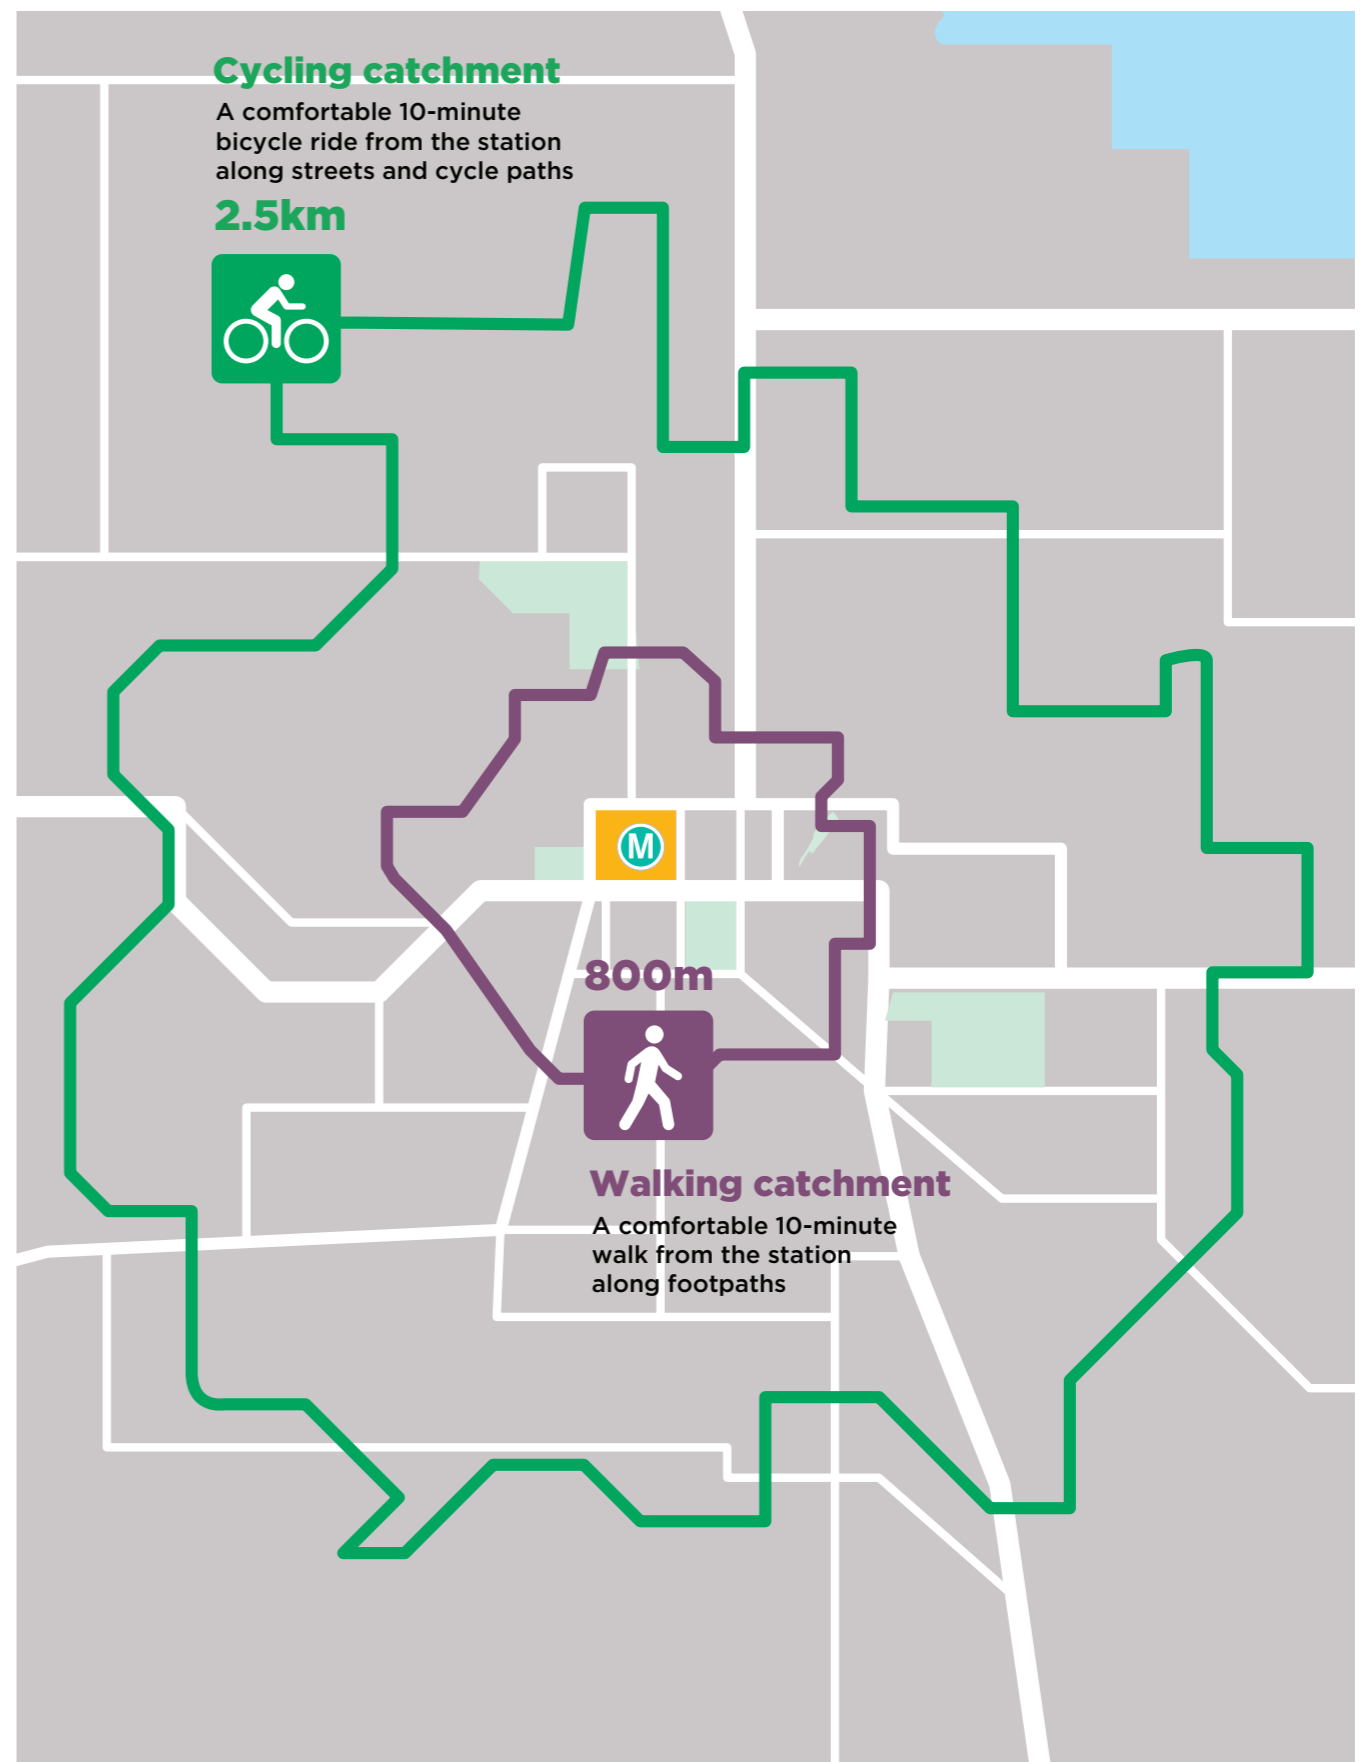 Cycling catchment
A comfortable 10-minute
bicycle ride from the station
along streets and cycle paths
2.5km
M
800m
Walking catchment
A comfortable 10-minute
walk from the station
along footpaths